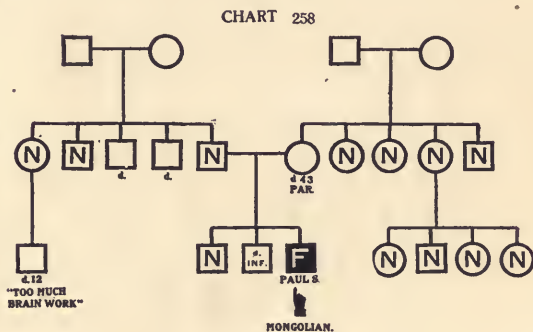 CHART 258
N N d. d. N N N N N
d. 43
PAR.
N d. INF. F N N N N
d. 12
"TOO MUCH
BRAIN WORK"
PAUL S.
MONGOLIAN.